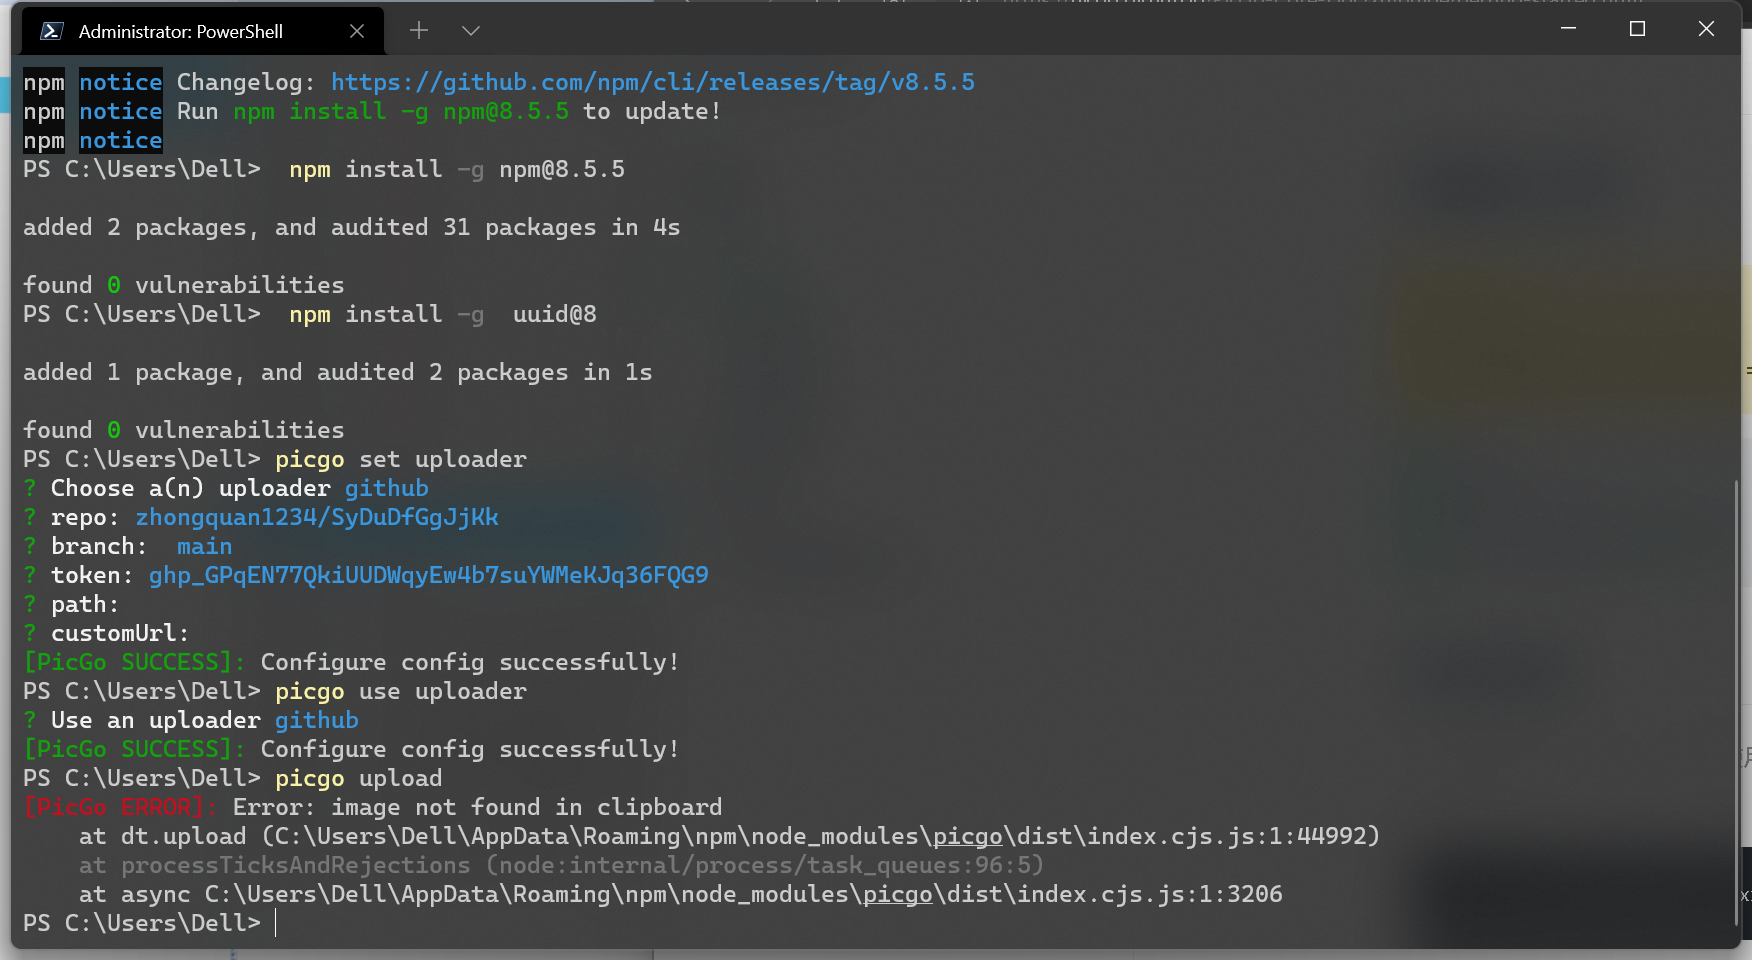 Administrator: PowerShell
npm notice Changelog: https://github.com/npm/cli/releases/tag/v8.5.5
npm notice Run npm install -g npm@8.5.5 to update!
npm notice
PS C:\Users\Dell>  npm install -g npm@8.5.5
added 2 packages, and audited 31 packages in 4s
found 0 vulnerabilities
PS C:\Users\Dell>  npm install -g  uuid@8
added 1 package, and audited 2 packages in 1s
found 0 vulnerabilities
PS C:\Users\Dell> picgo set uploader
? Choose a(n) uploader github
? repo: zhongquan1234/SyDuDfGgJjKk
? branch:  main
? token: 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
? path:
? customUrl:
[PicGo SUCCESS]: Configure config successfully!
PS C:\Users\Dell> picgo use uploader
? Use an uploader github
[PicGo SUCCESS]: Configure config successfully!
PS C:\Users\Dell> picgo upload
[PicGo ERROR]: Error: image not found in clipboard
    at dt.upload (C:\Users\Dell\AppData\Roaming\npm\node_modules\picgo\dist\index.cjs.js:1:44992)
    at processTicksAndRejections (node:internal/process/task_queues:96:5)
    at async C:\Users\Dell\AppData\Roaming\npm\node_modules\picgo\dist\index.cjs.js:1:3206
PS C:\Users\Dell>